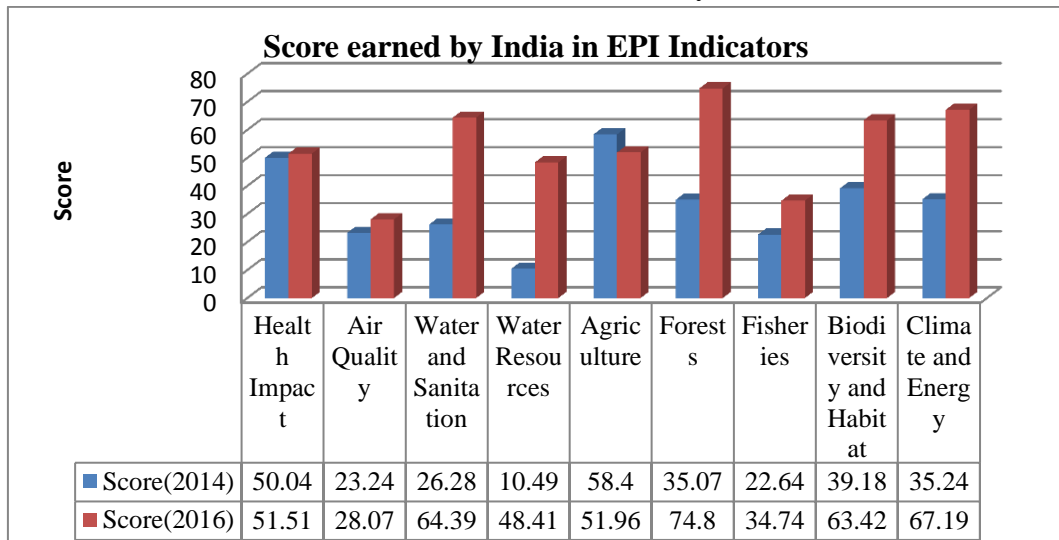 Score earned by India in EPI Indicators
Score
80
70
60
50
40
30
20
10
0
Healt
h
Impac
t
Air
Qualit
y
Water
and
Sanita
tion
Water
Resou
rces
Agric
ulture
Forest
s
Fisher
ies
Biodi
versit
y and
Habit
at
Clima
te and
Energ
y
Score(2014) 50.04 23.24 26.28 10.49 58.4 35.07 22.64 39.18 35.24
Score(2016) 51.51 28.07 64.39 48.41 51.96 74.8 34.74 63.42 67.19